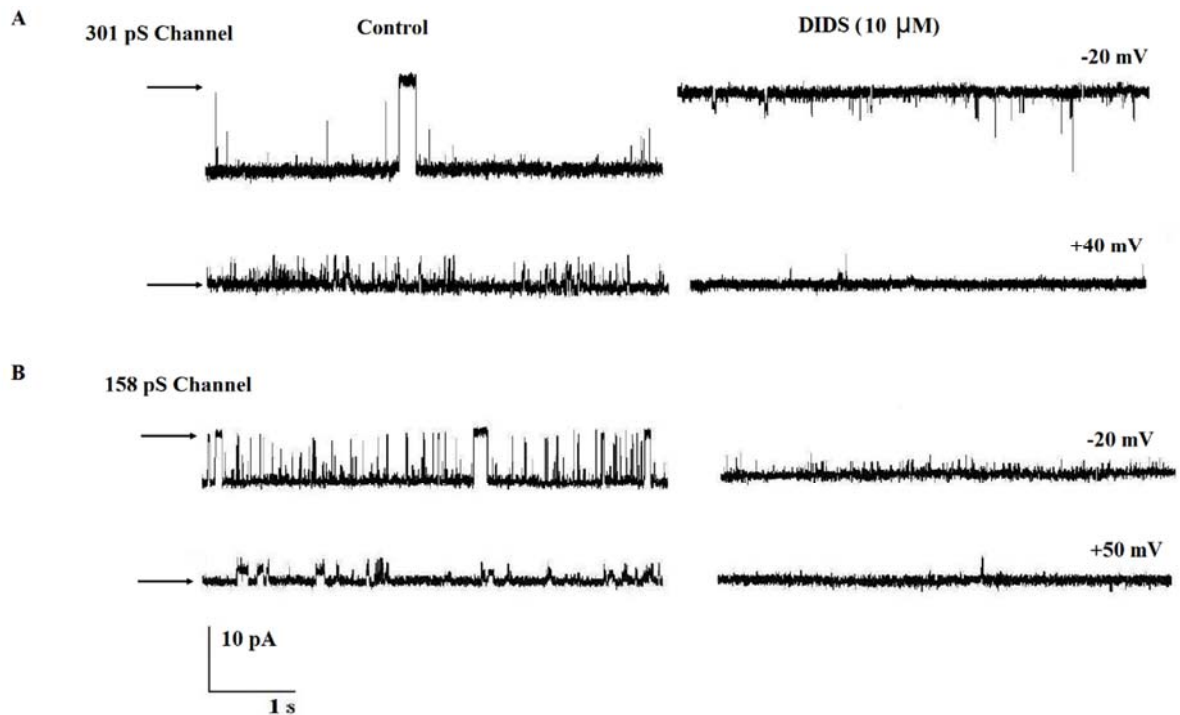 A
301 pS Channel
Control
DIDS (10 μM)
-20 mV
+40 mV
B
158 pS Channel
-20 mV
+50 mV
10 pA
1 s